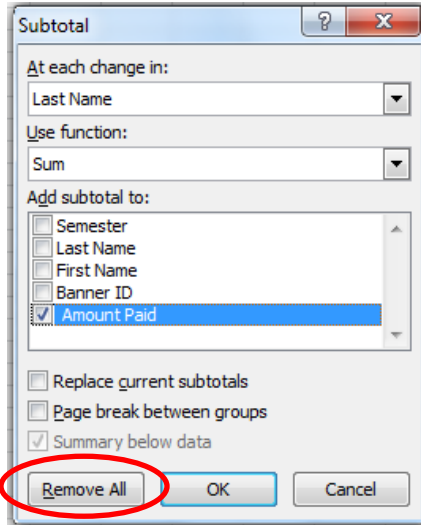 Subtotal
At each change in:
Last Name
Use function:
Sum
Add subtotal to:
Semester
Last Name
First Name
Banner ID
Amount Paid
Replace current subtotals
Page break between groups
Summary below data
Remove All OK Cancel